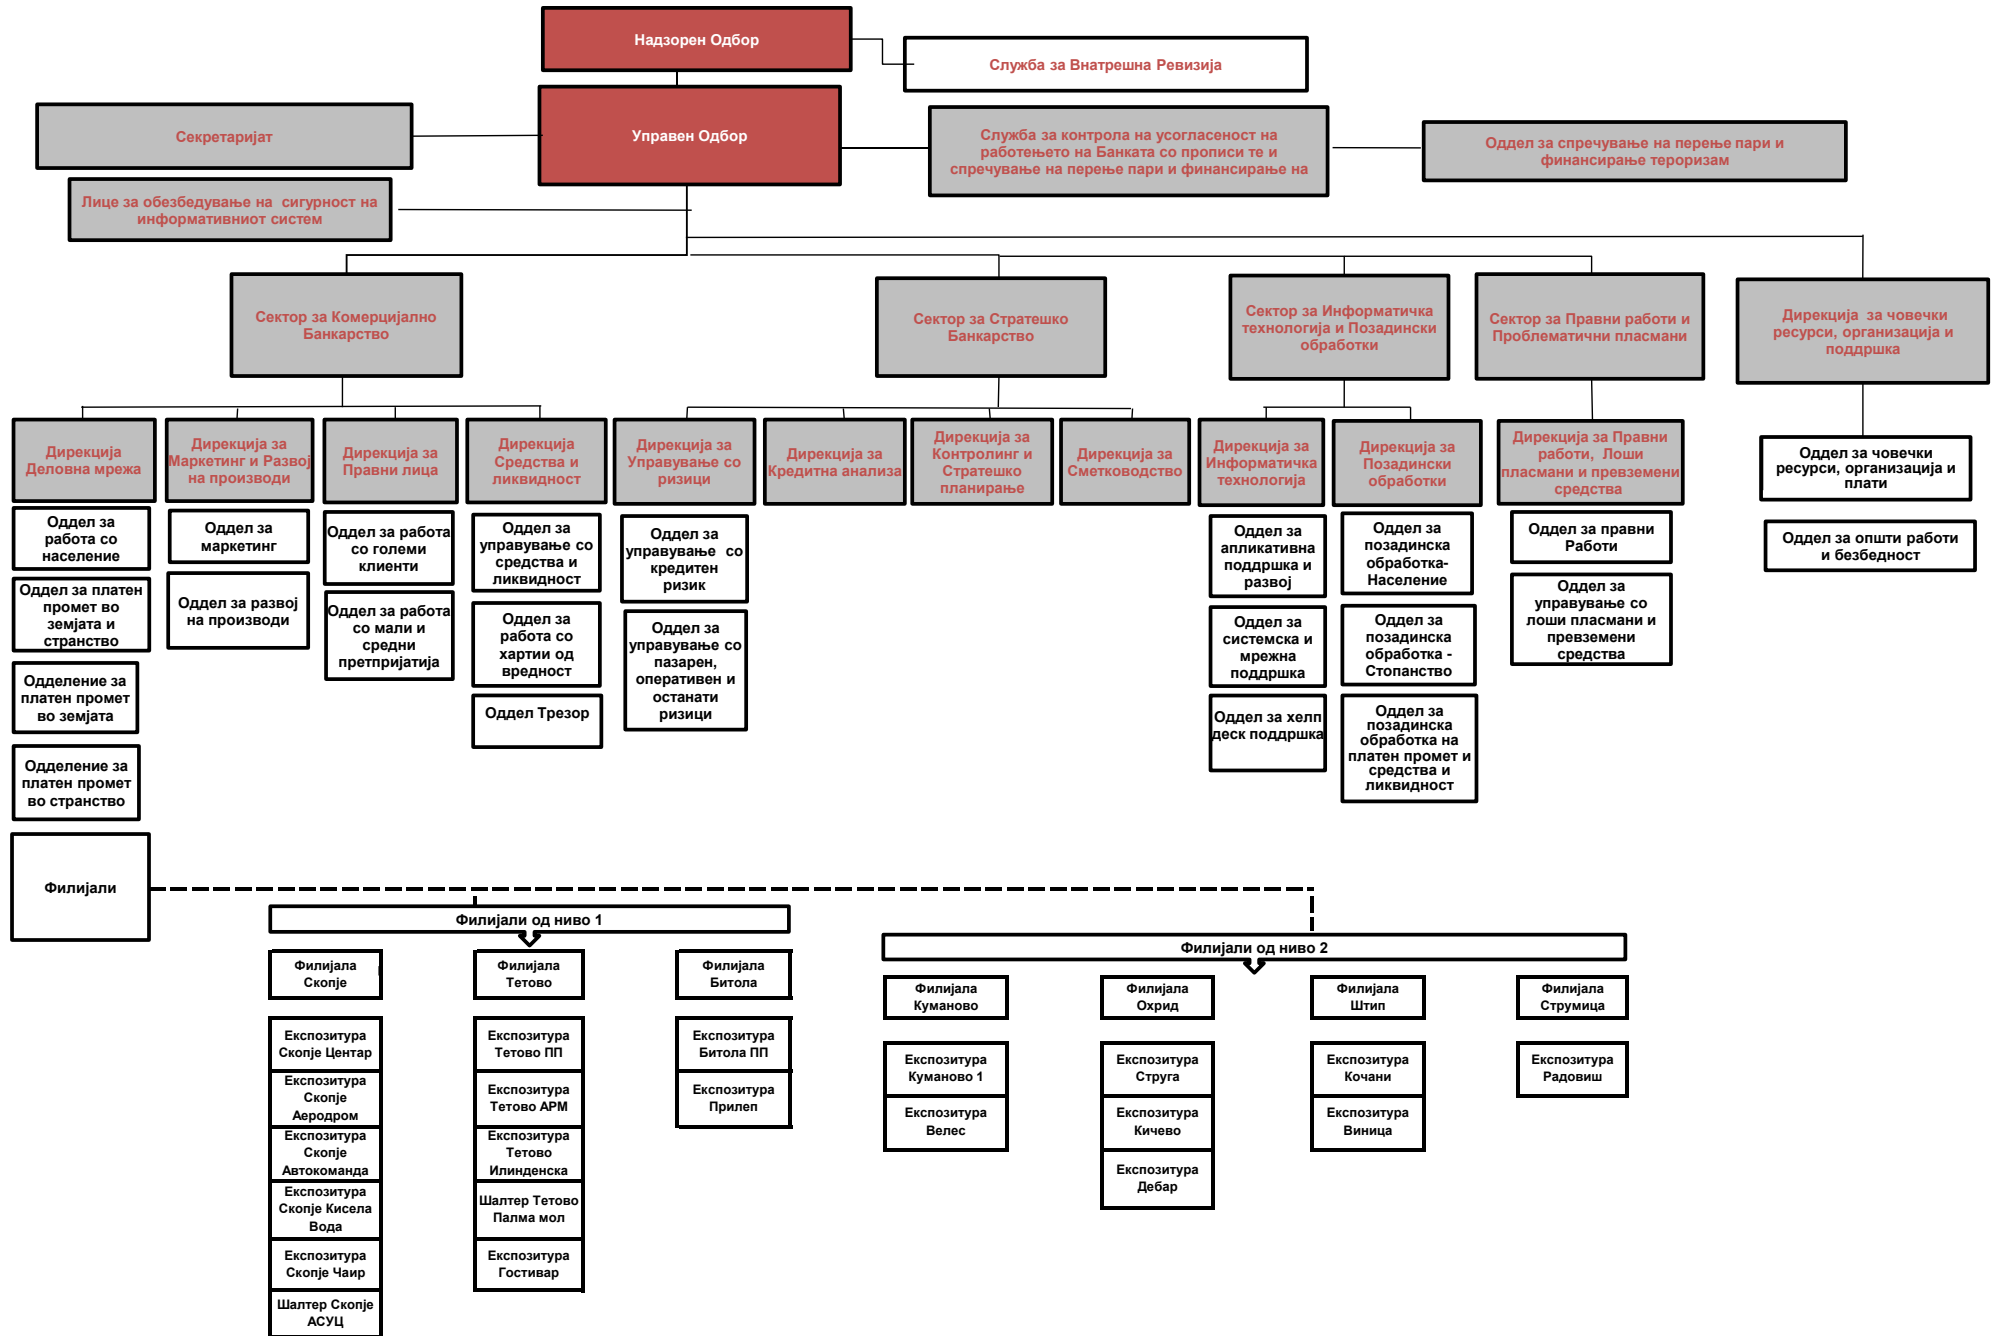 Надзорен Одбор
Служба за Внатрешна Ревизија
Секретаријат
Управен Одбор
Служба за контрола на усогласеност на
работењето на Банката со прописи те и
спречување на перење пари и финансирање на
Оддел за спречување на перење пари и
финансирање тероризам
Лице за обезбедување на сигурност на
информативниот систем
Сектор за Комерцијално
Банкарство
Сектор за Стратешко
Банкарство
Сектор за Информатичка
технологија и Позадински
обработки
Сектор за Правни работи и
Проблематични пласмани
Дирекција за човечки
ресурси, организација и
поддршка
Дирекција
Деловна мрежа
Дирекција за
Маркетинг и Развој
на производи
Дирекција за
Правни лица
Дирекција
Средства и
ликвидност
Дирекција за
Управување со
ризици
Дирекција за
Кредитна анализа
Дирекција за
Контролинг и
Стратешко
планирање
Дирекција за
Сметководство
Дирекција за
Информатичка
технологија
Дирекција за
Позадински
обработки
Дирекција за Правни
работи, Лоши
пласмани и превземени
средства
Оддел за човечки
ресурси, организација и
плати
Оддел за општи работи
и безбедност
Оддел за
работа со
население
Оддел за платен
промет во
земјата и
странство
Одделение за
платен промет
во земјата
Одделение за
платен промет
во странство
Оддел за
маркетинг
Оддел за развој
на производи
Оддел за работа
со големи
клиенти
Оддел за работа
со мали и
средни
претпријатија
Оддел за
управување со
средства и
ликвидност
Оддел за
работа со
хартии од
вредност
Оддел Трезор
Оддел за
управување со
кредитен
ризик
Оддел за
управување со
пазарен,
оперативен и
останати
ризици
Оддел за
апликативна
поддршка и
развој
Оддел за
системска и
мрежна
поддршка
Оддел за хелп
деск поддршка
Оддел за
позадинска
обработка-
Население
Оддел за
позадинска
обработка -
Стопанство
Оддел за
позадинска
обработка на
платен промет и
средства и
ликвидност
Оддел за правни
Работи
Оддел за
управување со
лоши пласмани и
превземени
средства
Филијали
Филијали од ниво 1
Филијала
Скопје
Експозитура
Скопје Центар
Експозитура
Скопје
Аеродром
Експозитура
Скопје
Автокоманда
Експозитура
Скопје Кисела
Вода
Експозитура
Скопје Чаир
Шалтер Скопје
АСУЦ
Филијала
Тетово
Експозитура
Тетово ПП
Експозитура
Тетово АРМ
Експозитура
Тетово
Илинденска
Шалтер Тетово
Палма мол
Експозитура
Гостивар
Филијала
Битола
Експозитура
Битола ПП
Експозитура
Прилеп
Филијали од ниво 2
Филијала
Куманово
Експозитура
Куманово 1
Експозитура
Велес
Филијала
Охрид
Експозитура
Струга
Експозитура
Кичево
Експозитура
Дебар
Филијала
Штип
Експозитура
Кочани
Експозитура
Виница
Филијала
Струмица
Експозитура
Радовиш